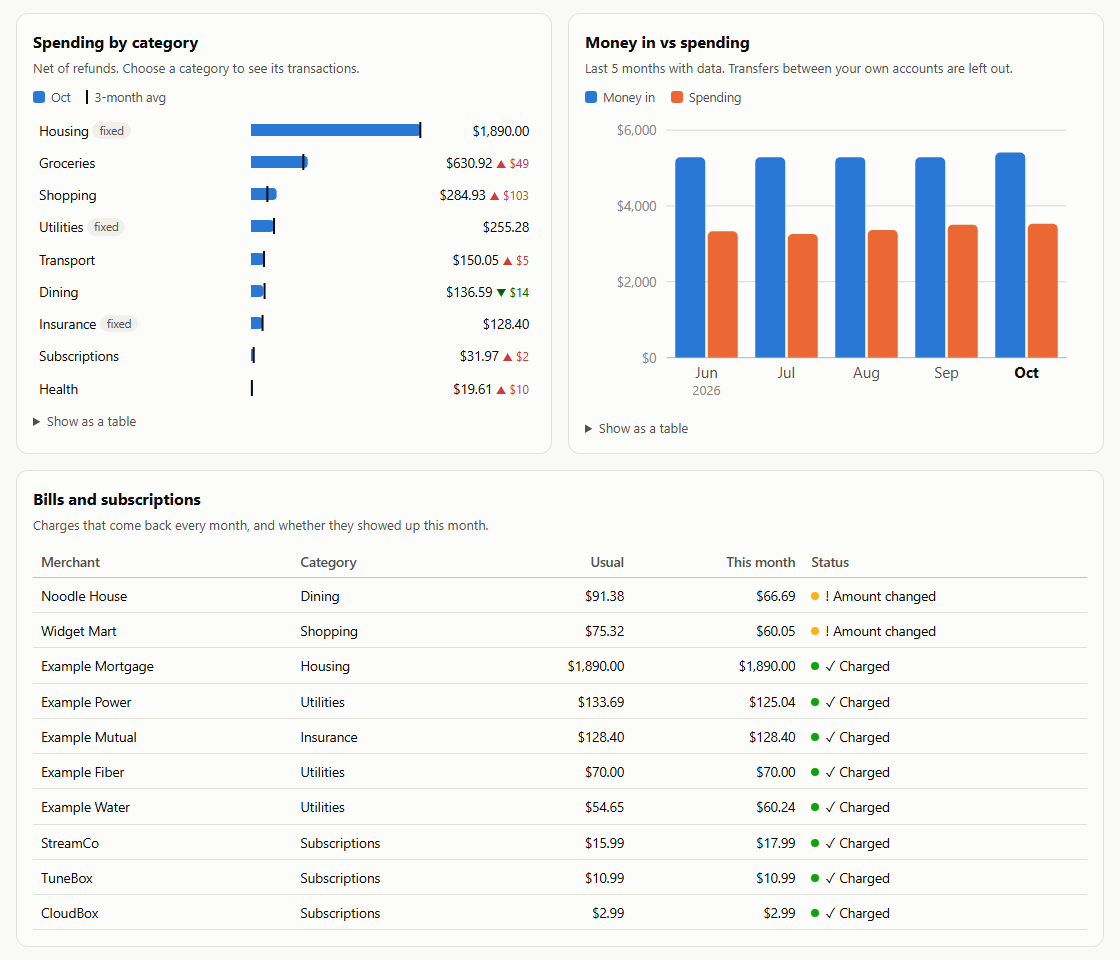 Spending by category
Net of refunds. Choose a category to see its transactions.
Oct 3-month avg
Housing fixed $1,890.00
Groceries $630.92 ▲ $49
Shopping $284.93 ▲ $103
Utilities fixed $255.28
Transport $150.05 ▲ $5
Dining $136.59 ▼ $14
Insurance fixed $128.40
Subscriptions $31.97 ▲ $2
Health $19.61 ▲ $10
▶ Show as a table
Money in vs spending
Last 5 months with data. Transfers between your own accounts are left out.
Money in Spending
$6,000
$4,000
$2,000
$0
Jun Jul Aug Sep Oct
2026
▶ Show as a table
Bills and subscriptions
Charges that come back every month, and whether they showed up this month.
Merchant Category Usual This month Status
Noodle House Dining $91.38 $66.69 ! Amount changed
Widget Mart Shopping $75.32 $60.05 ! Amount changed
Example Mortgage Housing $1,890.00 $1,890.00 ✓ Charged
Example Power Utilities $133.69 $125.04 ✓ Charged
Example Mutual Insurance $128.40 $128.40 ✓ Charged
Example Fiber Utilities $70.00 $70.00 ✓ Charged
Example Water Utilities $54.65 $60.24 ✓ Charged
StreamCo Subscriptions $15.99 $17.99 ✓ Charged
TuneBox Subscriptions $10.99 $10.99 ✓ Charged
CloudBox Subscriptions $2.99 $2.99 ✓ Charged